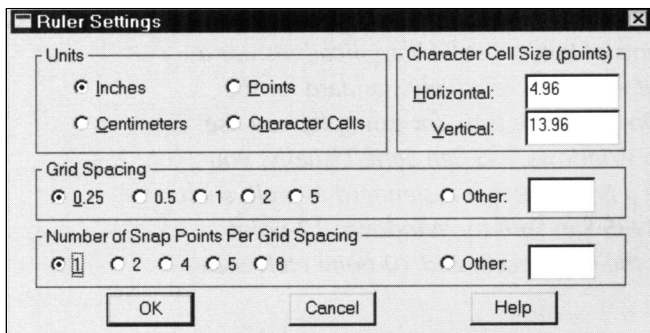 Ruler Settings
Units
Character Cell Size (points)
Inches Points
Horizontal: 4.96
Centimeters Character Cells
Vertical: 13.96
Grid Spacing
0.25 0.5 1 5 Other:
Number of Snap Points Per Grid Spacing
1 2 4 5 Other:
OK Cancel Help